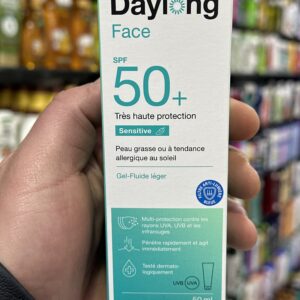 Daylong
Face
SPF
50+
Très haute protection
Sensitive
Peau grasse ou à tendance
allergique au soleil
Gel-Fluide léger
Multi-protection contre les
rayons UVA, UVB et les
infrarouges
Pénètre rapidement et agit
immédiatement
Testé dermato-
logiquement
UVB UVA
50 ml